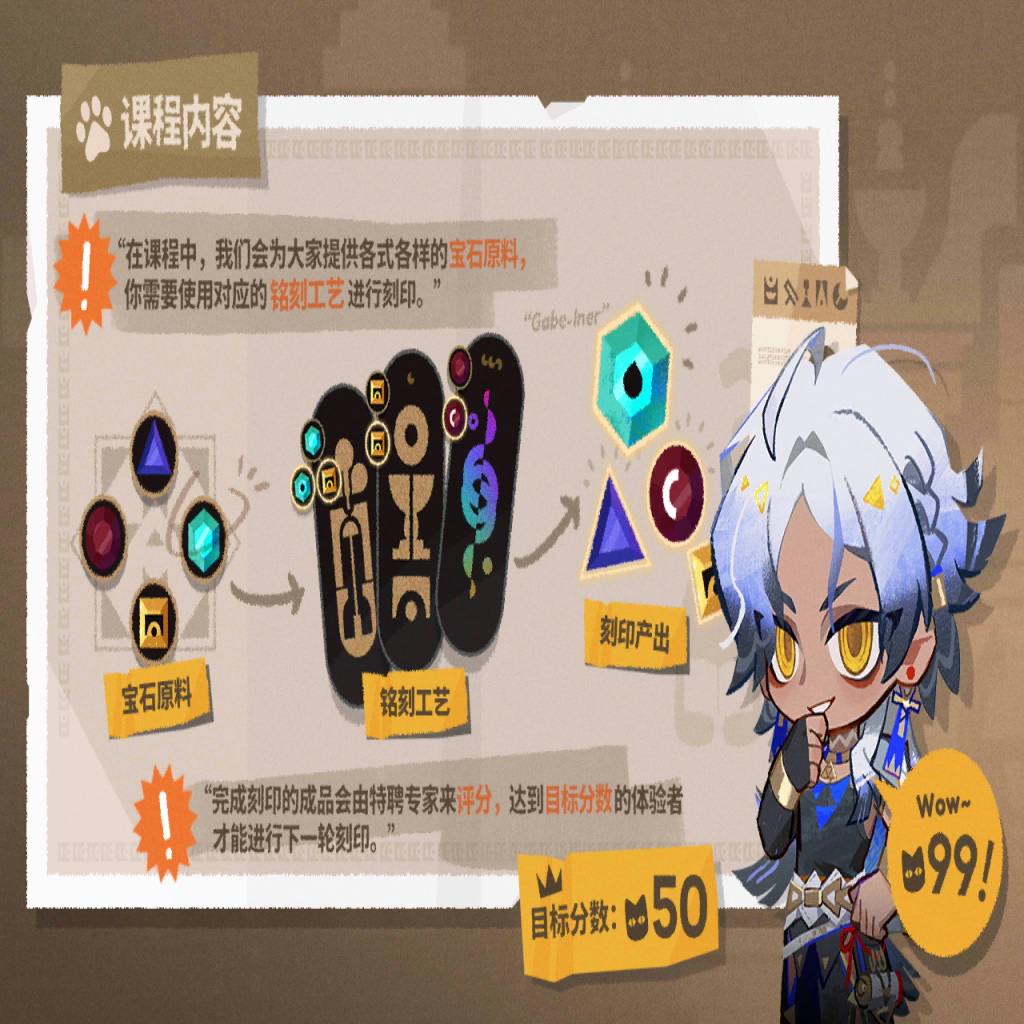 课程内容
“在课程中，我们会为大家提供各式各样的宝石原料，
你需要使用对应的铭刻工艺进行刻印。”
“Gabe-Iner”
宝石原料
铭刻工艺
刻印产出
“完成刻印的成品会由特聘专家来评分，达到目标分数的体验者
才能进行下一轮刻印。”
目标分数：50
Wow~
99!